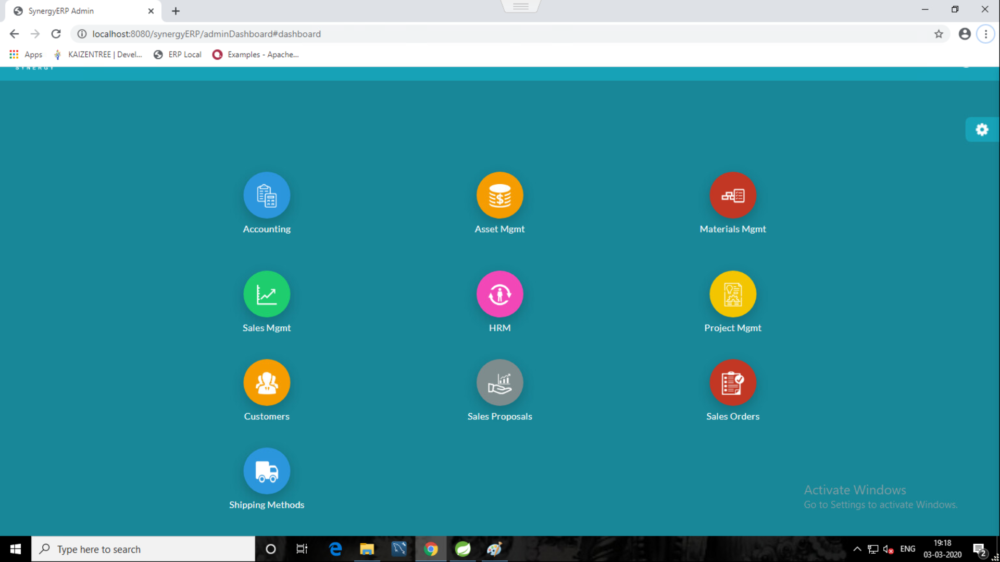 SynergyERP Admin
localhost:8080/synergyERP/adminDashboard#dashboard
Apps KAIZENTREE | Devel... ERP Local Examples - Apache...
SYNERGY
Accounting Asset Mgmt Materials Mgmt
Sales Mgmt HRM Project Mgmt
Customers Sales Proposals Sales Orders
Shipping Methods
Activate Windows
Go to Settings to activate Windows.
Type here to search
ENG
19:18
03-03-2020
2